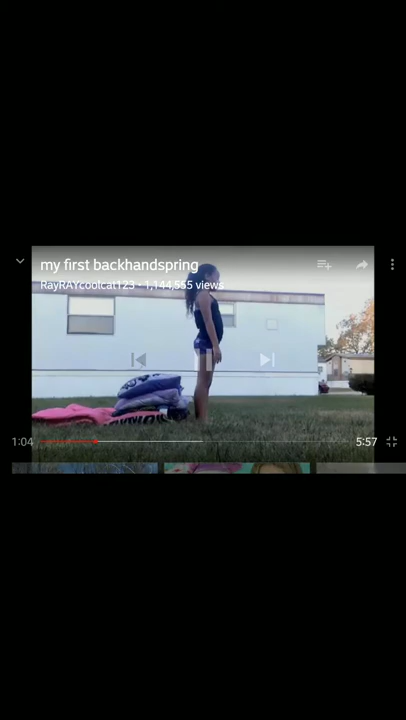 my first backhandspring
RayRAYcoolcat123 • 1,144,555 views
1:04
5:57